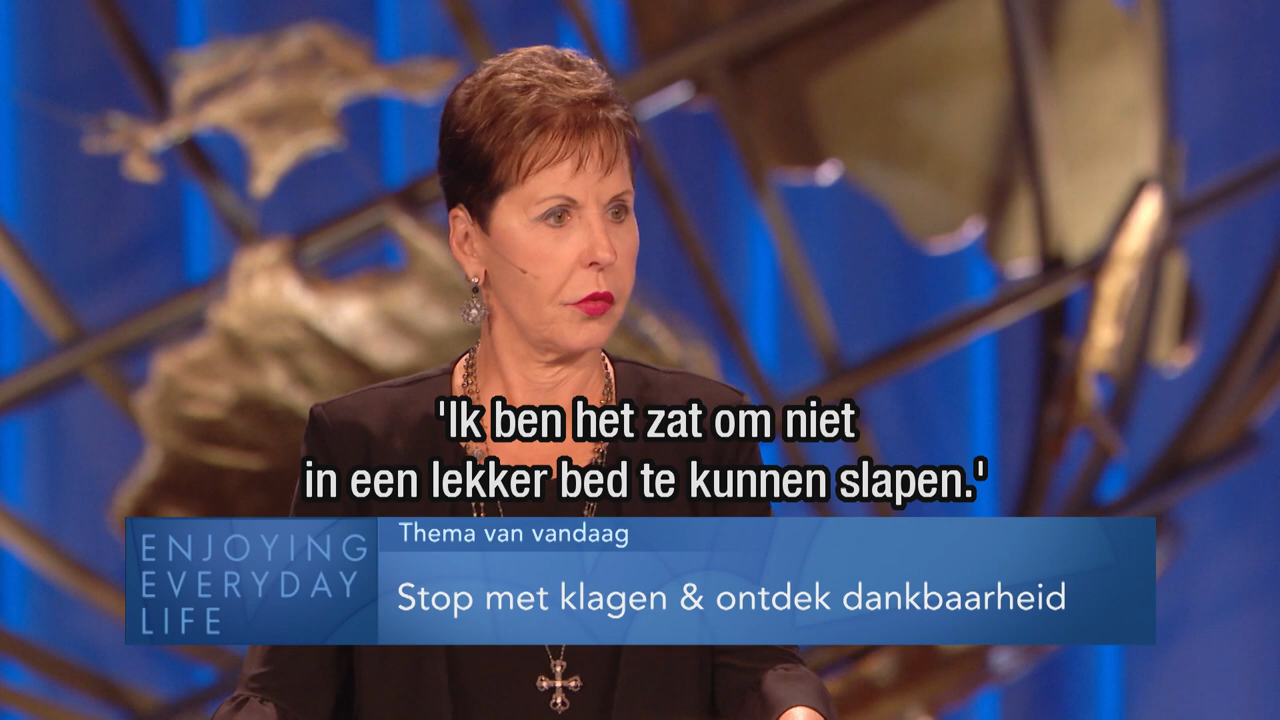 'Ik ben het zat om niet
in een lekker bed te kunnen slapen.'
ENJOYING
EVERYDAY
LIFE
Thema van vandaag
Stop met klagen & ontdek dankbaarheid